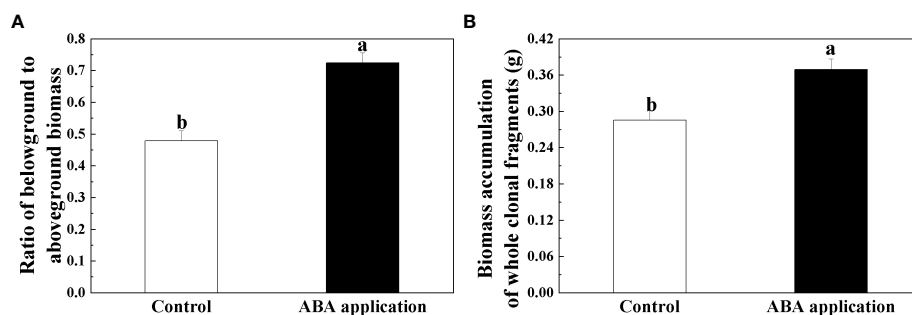 A
Ratio of belowground to
aboveground biomass
0.8
0.7
0.6
0.5
0.4
0.3
0.2
0.1
0.0
b
a
Control
ABA application
B
Biomass accumulation
of whole clonal fragments (g)
0.42
0.36
0.30
0.24
0.18
0.12
0.06
0.00
b
a
Control
ABA application